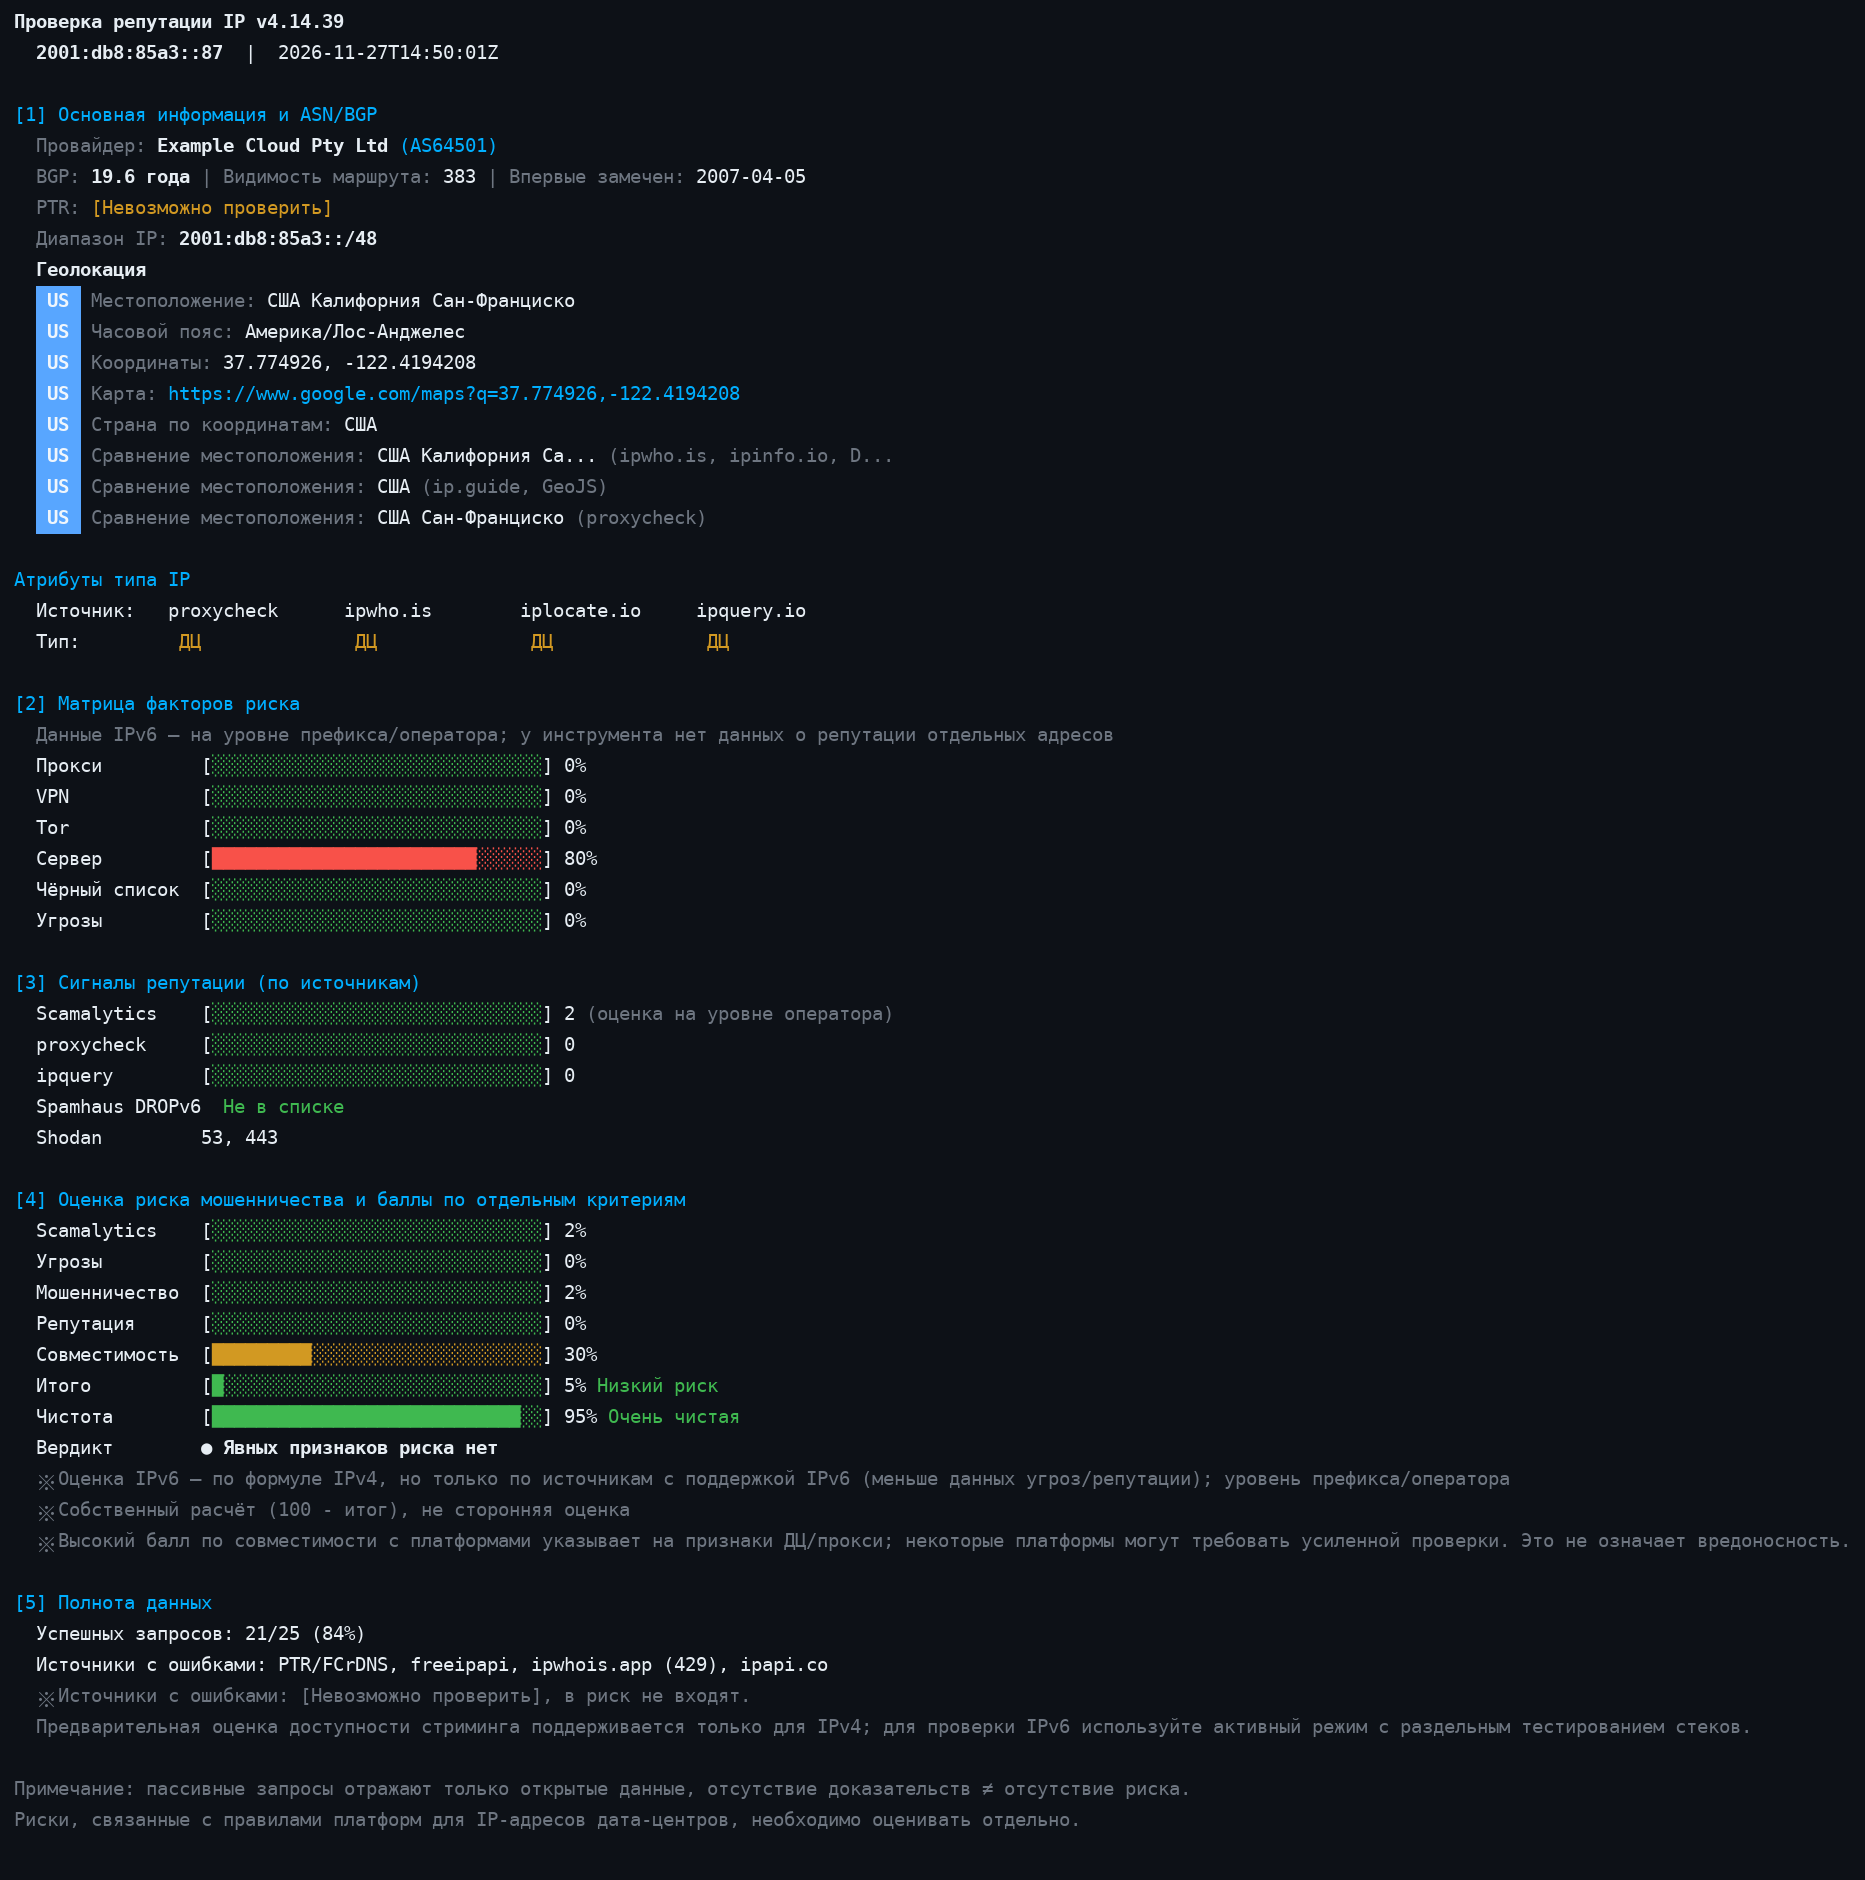 Проверка репутации IP v4.14.39
2001:db8:85a3::87 | 2026-11-27T14:50:01Z
[1] Основная информация и ASN/BGP
Провайдер: Example Cloud Pty Ltd (AS64501)
BGP: 19.6 года | Видимость маршрута: 383 | Впервые замечен: 2007-04-05
PTR: [Невозможно проверить]
Диапазон IP: 2001:db8:85a3::/48
Геолокация
US Местоположение: США Калифорния Сан-Франциско
US Часовой пояс: Америка/Лос-Анджелес
US Координаты: 37.774926, -122.4194208
US Карта: https://www.google.com/maps?q=37.774926,-122.4194208
US Страна по координатам: США
US Сравнение местоположения: США Калифорния Са... (ipwho.is, ipinfo.io, D...
US Сравнение местоположения: США (ip.guide, GeoJS)
US Сравнение местоположения: США Сан-Франциско (proxycheck)
Атрибуты типа IP
Источник: proxycheck ipwho.is iplocate.io ipquery.io
Тип: ДЦ ДЦ ДЦ ДЦ
[2] Матрица факторов риска
Данные IPv6 — на уровне префикса/оператора; у инструмента нет данных о репутации отдельных адресов
Прокси [] 0%
VPN [] 0%
Tor [] 0%
Сервер [] 80%
Чёрный список [] 0%
Угрозы [] 0%
[3] Сигналы репутации (по источникам)
Scamalytics [] 2 (оценка на уровне оператора)
proxycheck [] 0
ipquery [] 0
Spamhaus DROPv6 Не в списке
Shodan 53, 443
[4] Оценка риска мошенничества и баллы по отдельным критериям
Scamalytics [] 2%
Угрозы [] 0%
Мошенничество [] 2%
Репутация [] 0%
Совместимость [] 30%
Итого [] 5% Низкий риск
Чистота [] 95% Очень чистая
Вердикт ● Явных признаков риска нет
※Оценка IPv6 — по формуле IPv4, но только по источникам с поддержкой IPv6 (меньше данных угроз/репутации); уровень префикса/оператора
※Собственный расчёт (100 - итог), не сторонняя оценка
※Высокий балл по совместимости с платформами указывает на признаки ДЦ/прокси; некоторые платформы могут требовать усиленной проверки. Это не означает вредоносность.
[5] Полнота данных
Успешных запросов: 21/25 (84%)
Источники с ошибками: PTR/FCrDNS, freeipapi, ipwhois.app (429), ipapi.co
※Источники с ошибками: [Невозможно проверить], в риск не входят.
Предварительная оценка доступности стриминга поддерживается только для IPv4; для проверки IPv6 используйте активный режим с раздельным тестированием стеков.
Примечание: пассивные запросы отражают только открытые данные, отсутствие доказательств ≠ отсутствие риска.
Риски, связанные с правилами платформ для IP-адресов дата-центров, необходимо оценивать отдельно.